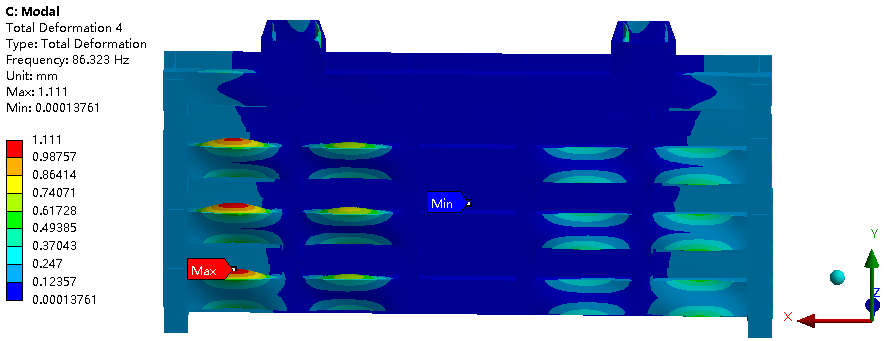 C: Modal
Total Deformation 4
Type: Total Deformation
Frequency: 86.323 Hz
Unit: mm
Max: 1.111
Min: 0.00013761
1.111
0.98757
0.86414
0.74071
0.61728
0.49385
0.37043
0.247
0.12357
0.00013761
Min
Max
Y
Z
X